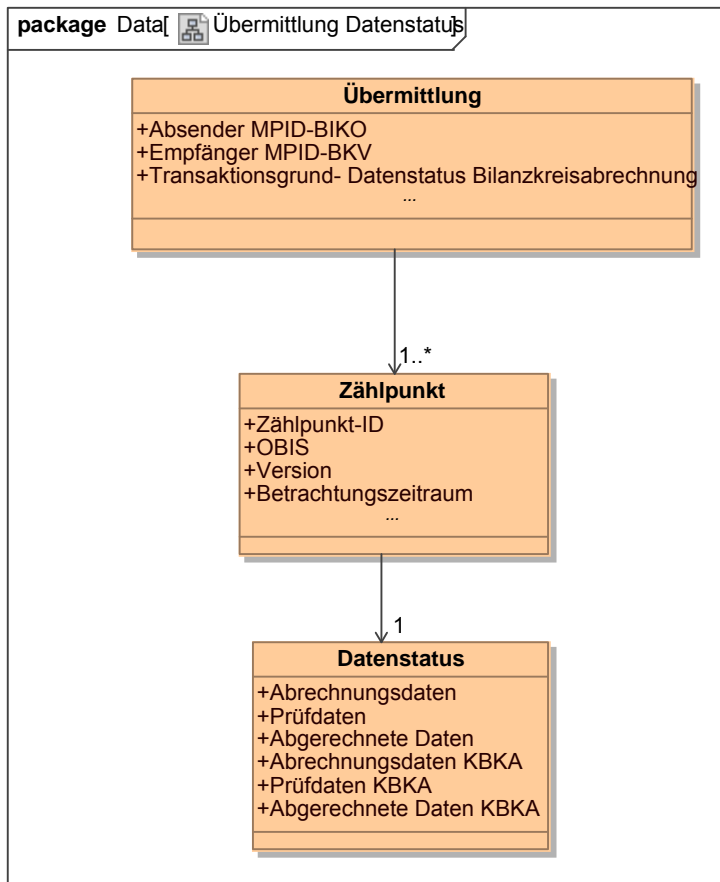 package Data[ Übermittlung Datenstatus]
Übermittlung
+Absender MPID-BIKO
+Empfänger MPID-BKV
+Transaktionsgrund- Datenstatus Bilanzkreisabrechnung
...
1..*
Zählpunkt
+Zählpunkt-ID
+OBIS
+Version
+Betrachtungszeitraum
...
1
Datenstatus
+Abrechnungsdaten
+Prüfdaten
+Abgerechnete Daten
+Abrechnungsdaten KBKA
+Prüfdaten KBKA
+Abgerechnete Daten KBKA